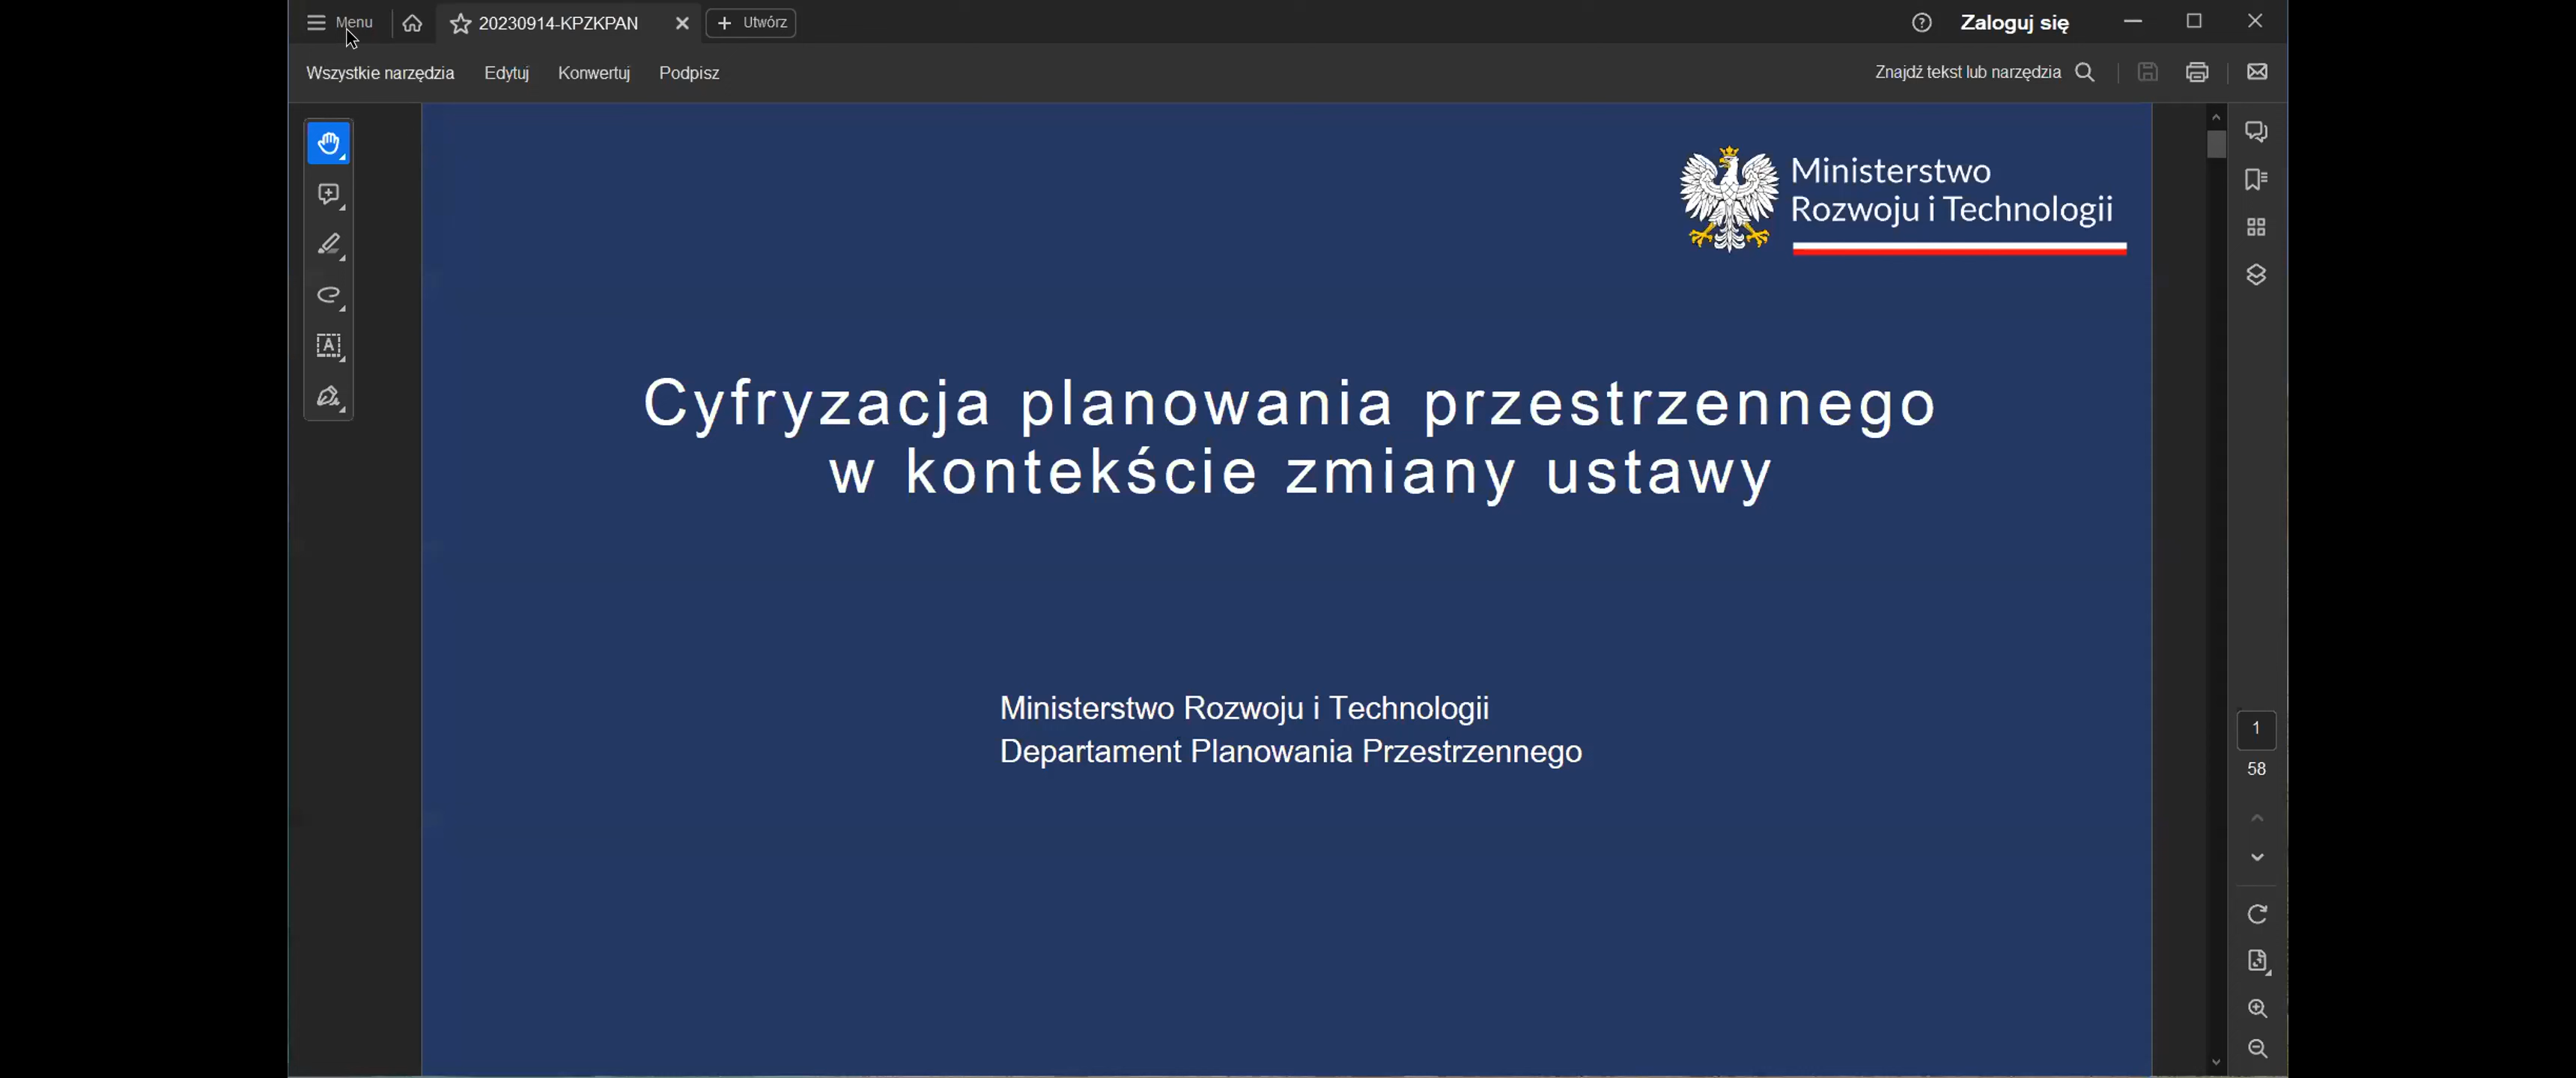 Menu
20230914-KPZKPAN
Utwórz
Zaloguj się
Wszystkie narzędzia
Edytuj
Konwertuj
Podpisz
Znajdź tekst lub narzędzia
Ministerstwo
Rozwoju i Technologii
Cyfryzacja planowania przestrzennego
w kontekście zmiany ustawy
Ministerstwo Rozwoju i Technologii
Departament Planowania Przestrzennego
1
58